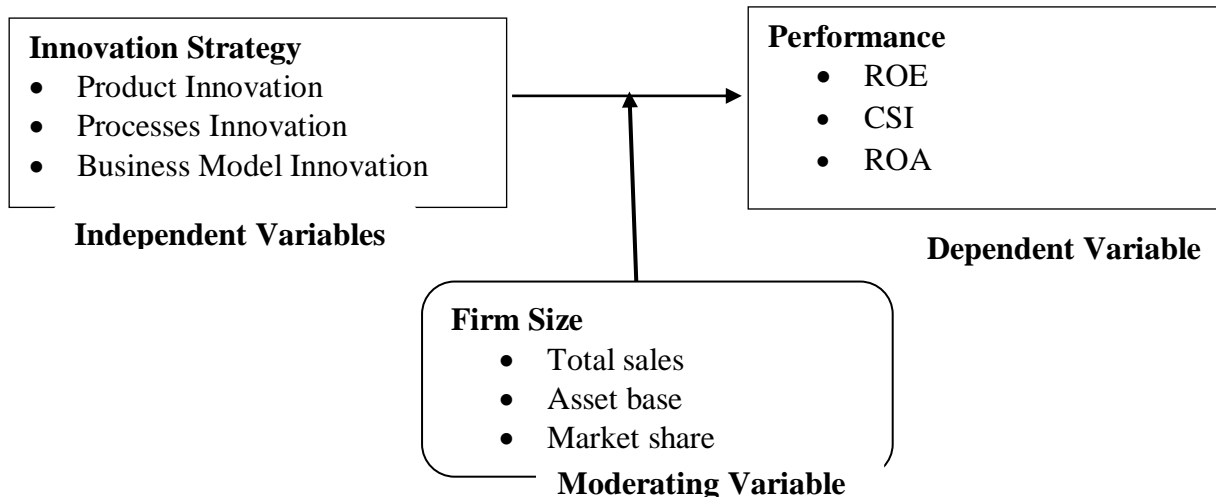 Innovation Strategy
• Product Innovation
• Processes Innovation
• Business Model Innovation
Independent Variables
Performance
• ROE
• CSI
• ROA
Dependent Variable
Firm Size
• Total sales
• Asset base
• Market share
Moderating Variable